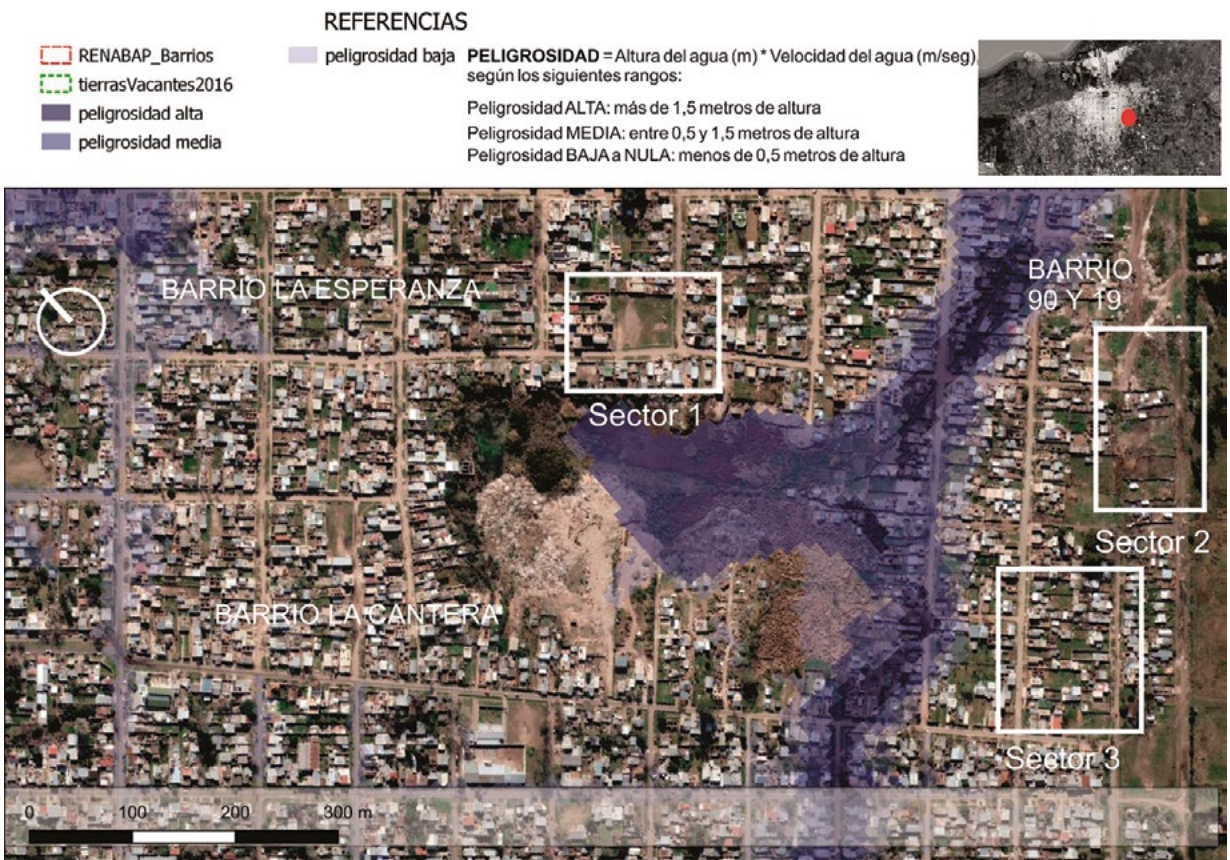 REFERENCIAS
RENABAP_Barrios
tierrasVacantes2016
peligrosidad alta
peligrosidad media
peligrosidad baja
PELIGROSIDAD = Altura del agua (m) * Velocidad del agua (m/seg),
según los siguientes rangos:
Peligrosidad ALTA: más de 1,5 metros de altura
Peligrosidad MEDIA: entre 0,5 y 1,5 metros de altura
Peligrosidad BAJA a NULA: menos de 0,5 metros de altura
BARRIO LA ESPERANZA
BARRIO
90 Y 19
Sector 1
Sector 2
BARRIO LA CANTERA
Sector 3
0 100 200 300 m